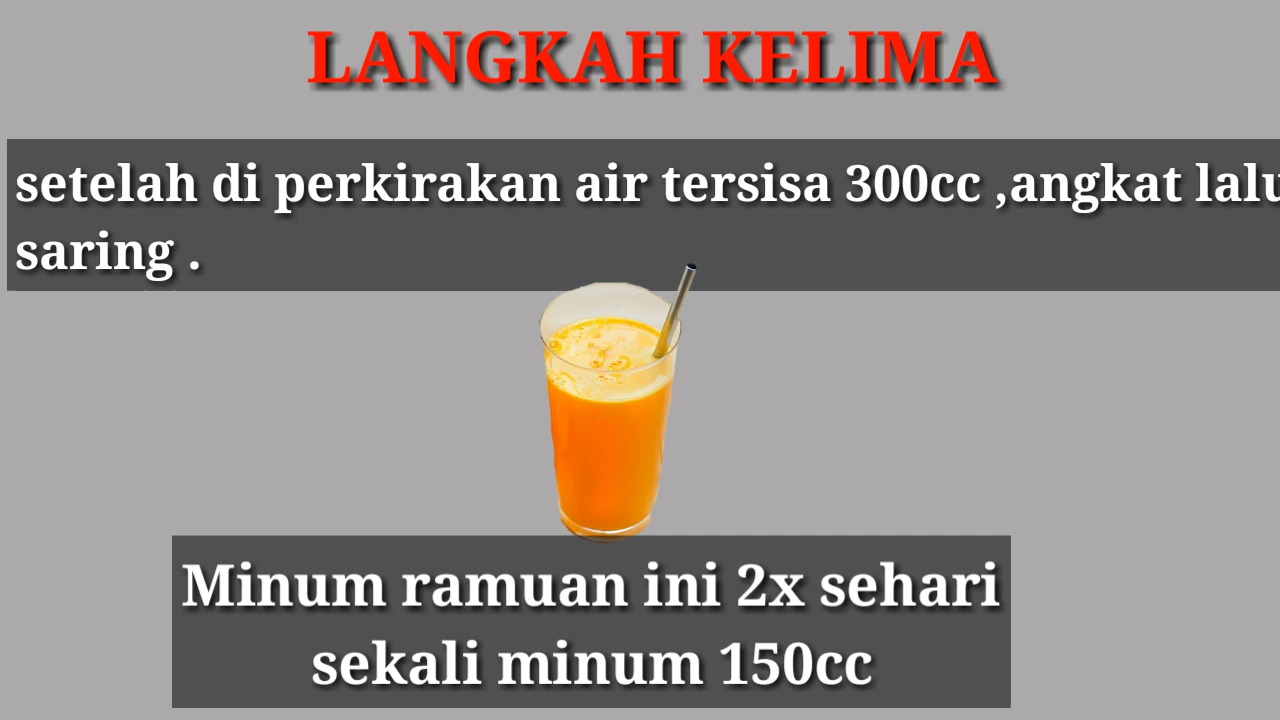 LANGKAH KELIMA
setelah di perkirakan air tersisa 300cc ,angkat lalu
saring .
Minum ramuan ini 2x sehari
sekali minum 150cc